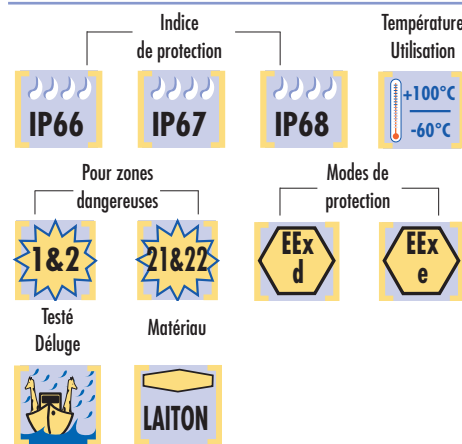 Indice
de protection
Température
Utilisation
IP66
IP67
IP68
+100°C
-60°C
Pour zones
dangereuses
Modes de
protection
1&2
21&22
EEx
d
EEx
e
Testé
Déluge
Matériau
LAITON